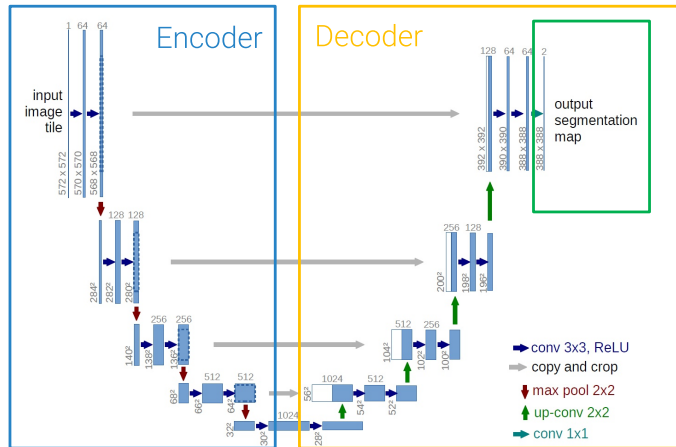 Encoder
Decoder
1 64 64
128 64 64 2
input
image
tile
output
segmentation
map
572 x 572
570 x 570
568 x 568
392 x 392
390 x 390
388 x 388
388 x 388
128 128
256 128
284²
282²
280²
200²
198²
196²
256 256
512 256
140²
138²
136²
104²
102²
100²
512 512
1024 512
68²
66²
64²
56²
54²
52²
1024
32²
30²
28²
conv 3x3, ReLU
copy and crop
max pool 2x2
up-conv 2x2
conv 1x1